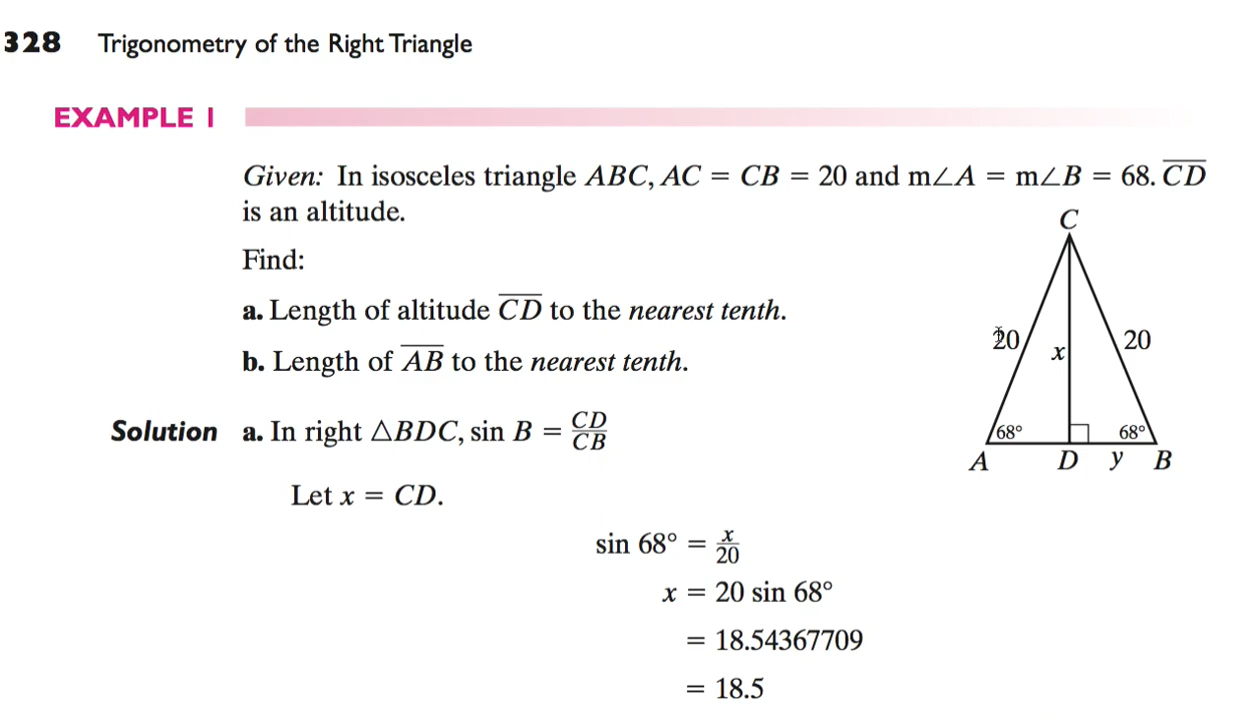 328 Trigonometry of the Right Triangle
EXAMPLE 1
Given: In isosceles triangle ABC, AC = CB = 20 and m∠A = m∠B = 68. C̅D̅
is an altitude.
Find:
a. Length of altitude C̅D̅ to the nearest tenth.
b. Length of A̅B̅ to the nearest tenth.
C
20 x 20
68° 68°
A D y B
Solution a. In right △BDC, sin B = CD/CB
Let x = CD.
sin 68° = x/20
x = 20 sin 68°
= 18.54367709
= 18.5